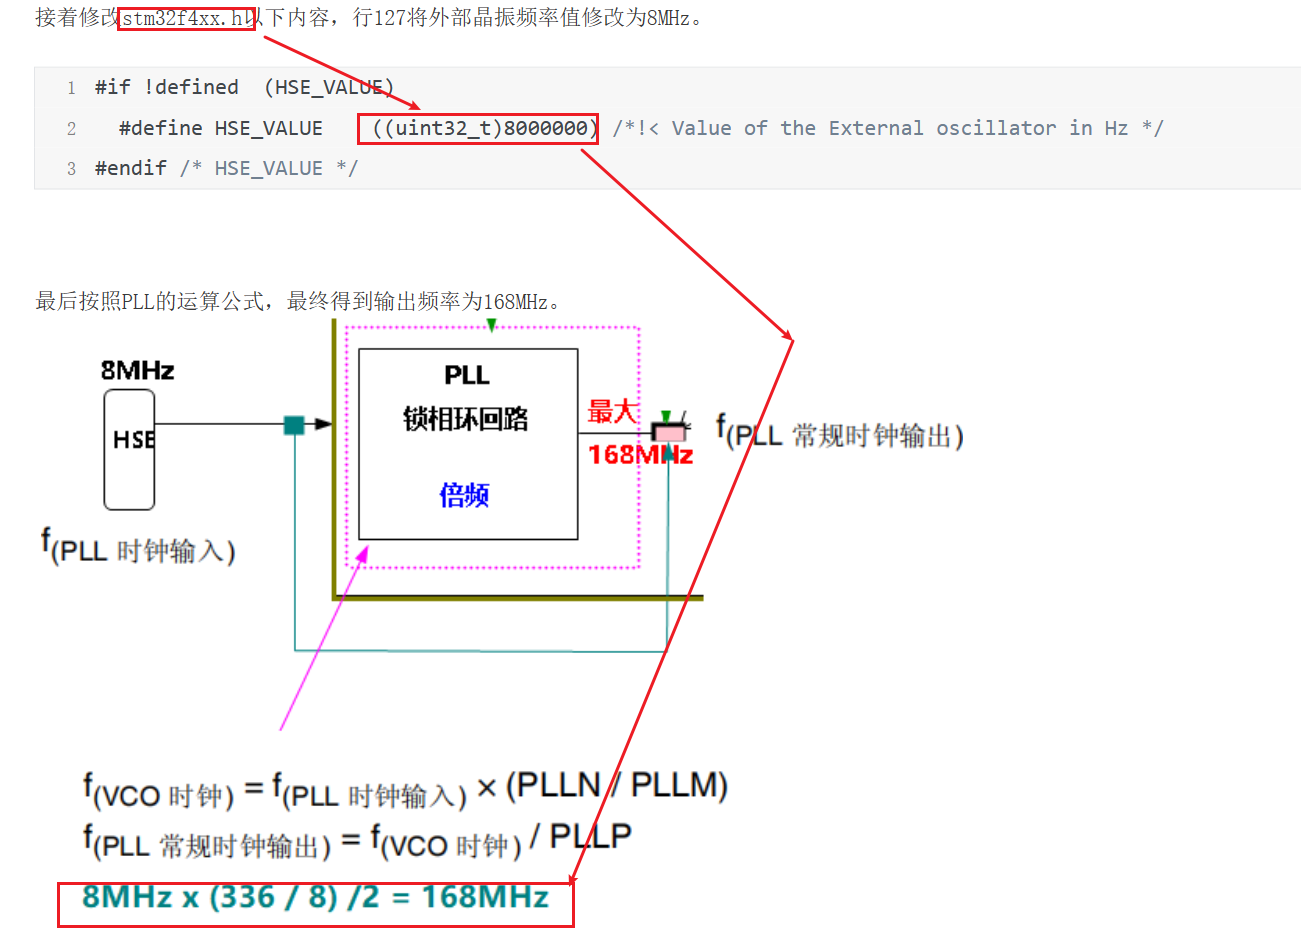 接着修改stm32f4xx.h以下内容，行127将外部晶振频率值修改为8MHz。
1 #if !defined  (HSE_VALUE)
2   #define HSE_VALUE    ((uint32_t)8000000) /*!< Value of the External oscillator in Hz */
3 #endif /* HSE_VALUE */
最后按照PLL的运算公式，最终得到输出频率为168MHz。
8MHz
HSE
f(PLL 时钟输入)
PLL
锁相环回路
倍频
最大
168MHz
f(PLL 常规时钟输出)
f(VCO 时钟) = f(PLL 时钟输入) × (PLLN / PLLM)
f(PLL 常规时钟输出) = f(VCO 时钟) / PLLP
8MHz x (336 / 8) /2 = 168MHz